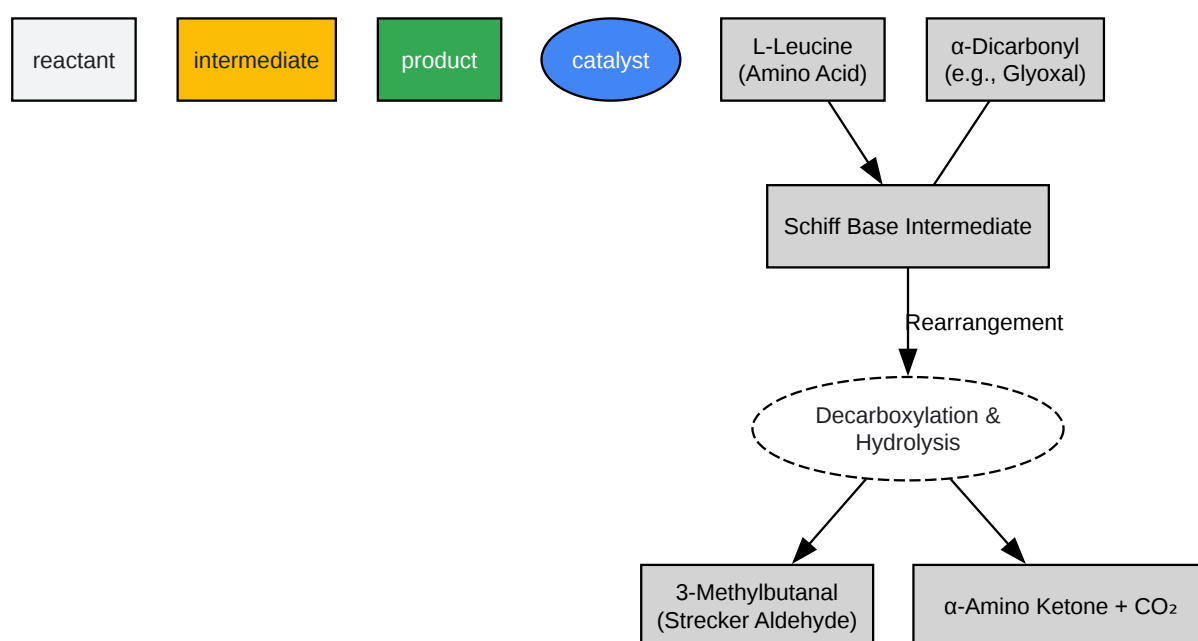 reactant
intermediate
product
catalyst
L-Leucine
(Amino Acid)
α-Dicarbonyl
(e.g., Glyoxal)
Schiff Base Intermediate
Rearrangement
Decarboxylation &
Hydrolysis
3-Methylbutanal
(Strecker Aldehyde)
α-Amino Ketone + CO₂